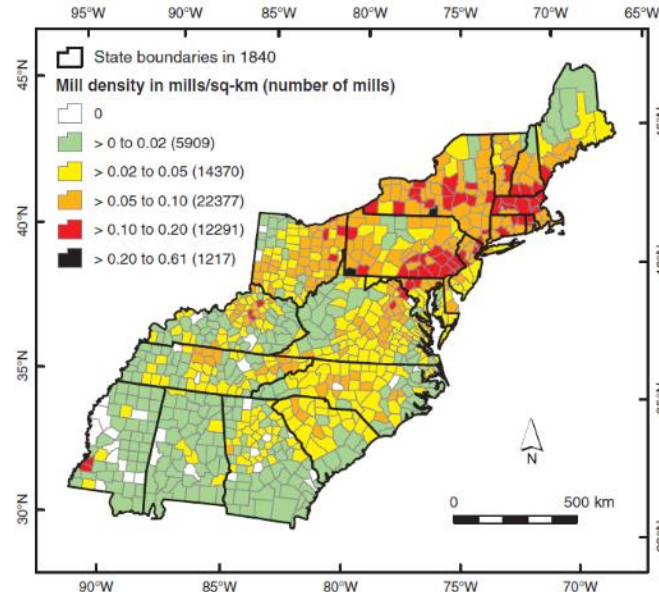 95°W 90°W 85°W 80°W 75°W 70°W 65°W
State boundaries in 1840
Mill density in mills/sq-km (number of mills)
0
> 0 to 0.02 (5909)
> 0.02 to 0.05 (14370)
> 0.05 to 0.10 (22377)
> 0.10 to 0.20 (12291)
> 0.20 to 0.61 (1217)
45°N
40°N
35°N
30°N
N
0 500 km
90°W 85°W 80°W 75°W 70°W